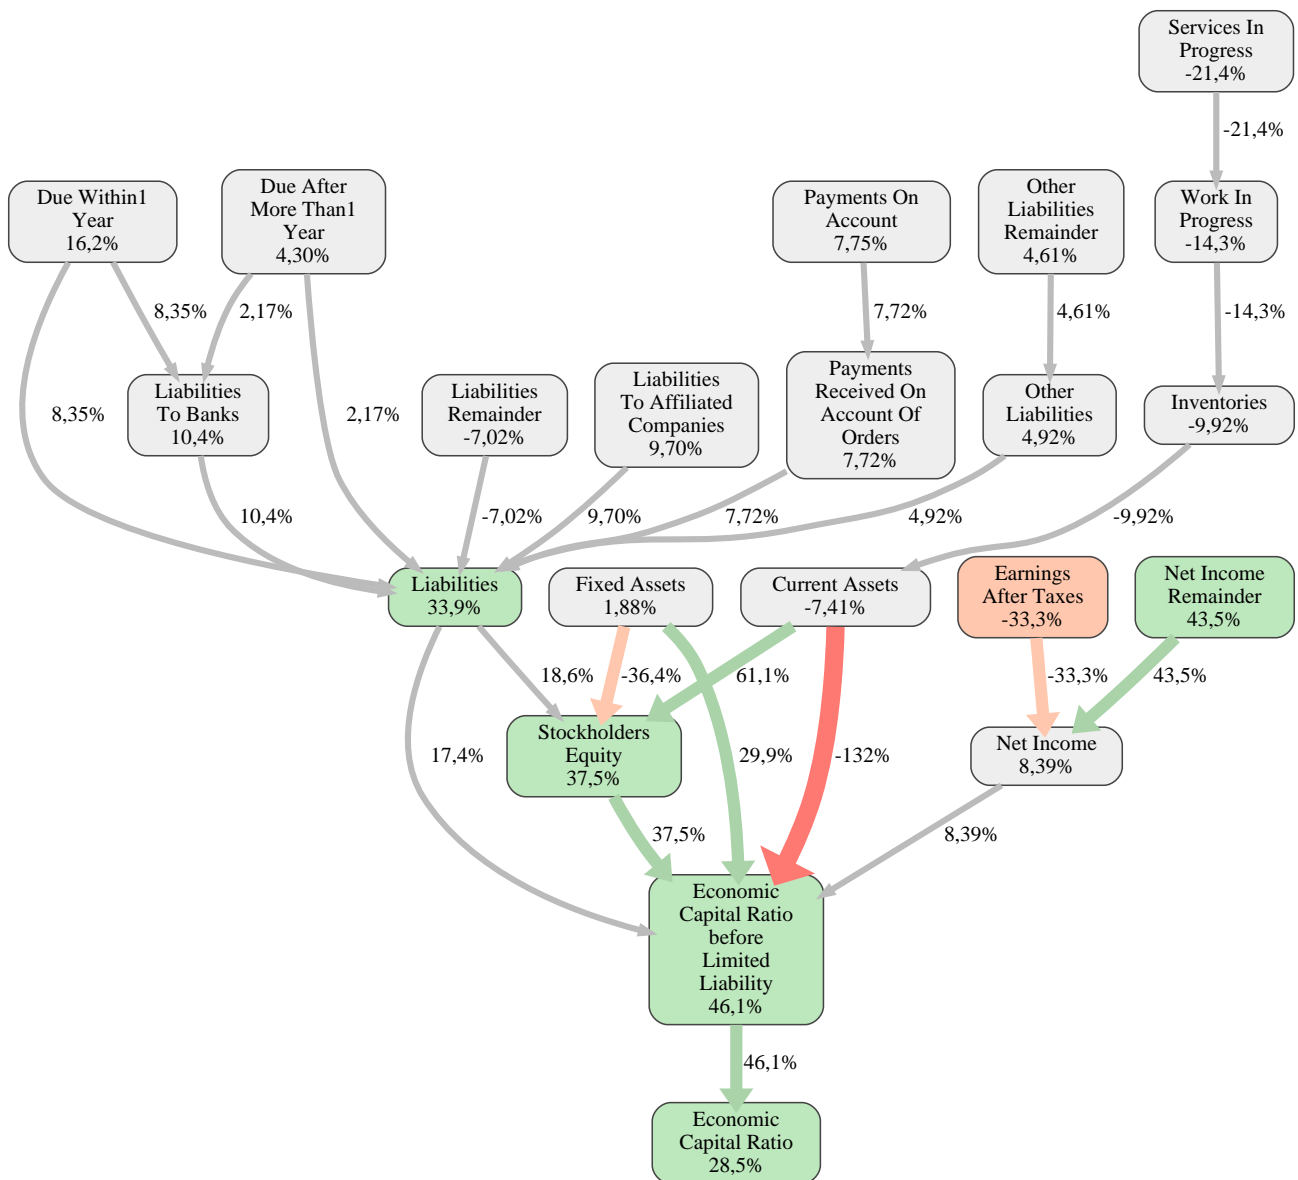 Services In
Progress
-21,4%
-21,4%
Due Within1
Year
16,2%
Due After
More Than1
Year
4,30%
Payments On
Account
7,75%
Other
Liabilities
Remainder
4,61%
Work In
Progress
-14,3%
8,35%
2,17%
7,72%
4,61%
-14,3%
Liabilities
To Banks
10,4%
Liabilities
Remainder
-7,02%
Liabilities
To Affiliated
Companies
9,70%
Payments
Received On
Account Of
Orders
7,72%
Other
Liabilities
4,92%
Inventories
-9,92%
8,35%
2,17%
10,4%
-7,02%
9,70%
7,72%
4,92%
-9,92%
Liabilities
33,9%
Fixed Assets
1,88%
Current Assets
-7,41%
Earnings
After Taxes
-33,3%
Net Income
Remainder
43,5%
18,6%
-36,4%
61,1%
-33,3%
43,5%
Stockholders
Equity
37,5%
17,4%
29,9%
-132%
Net Income
8,39%
37,5%
8,39%
Economic
Capital Ratio
before
Limited
Liability
46,1%
46,1%
Economic
Capital Ratio
28,5%